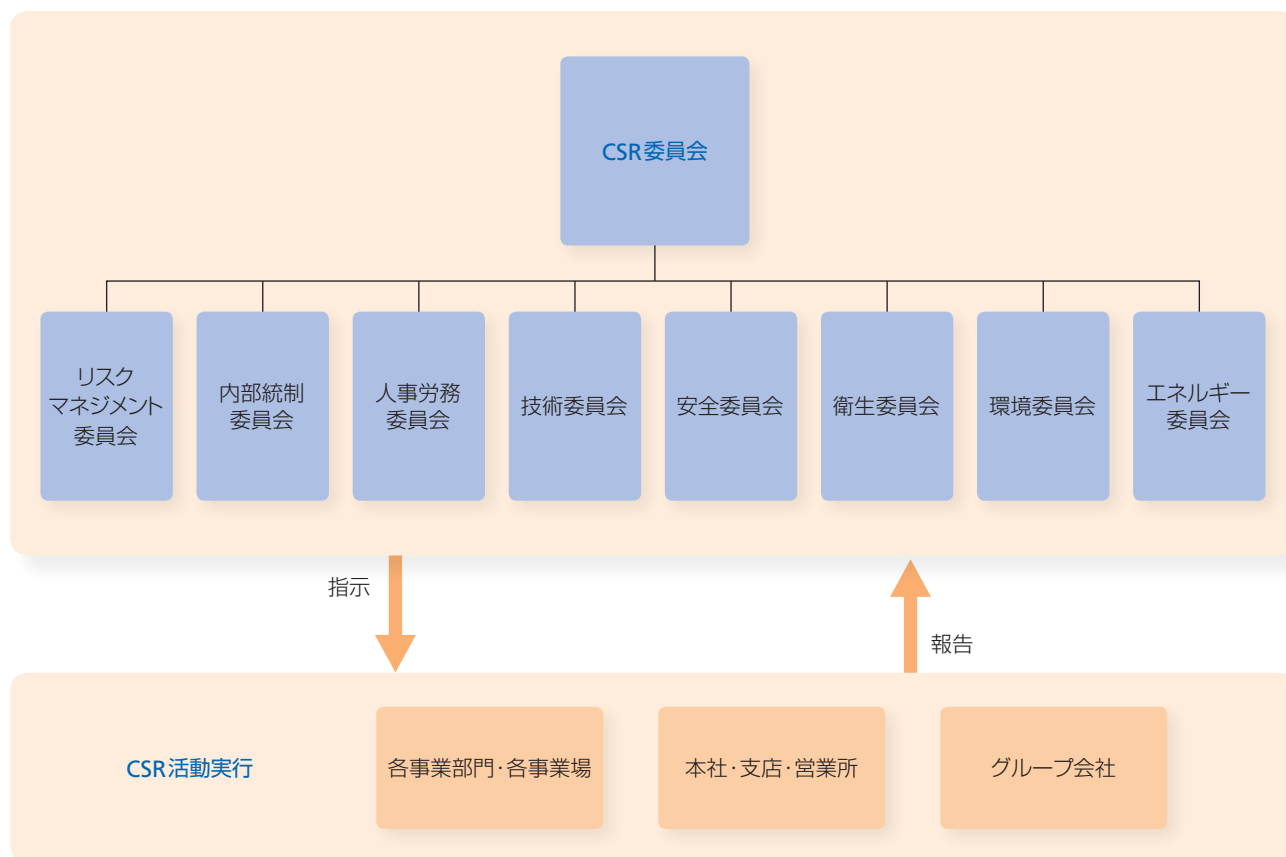 CSR委員会
リスク
マネジメント
委員会
内部統制
委員会
人事労務
委員会
技術委員会
安全委員会
衛生委員会
環境委員会
エネルギー
委員会
指示
報告
CSR活動実行
各事業部門・各事業場
本社・支店・営業所
グループ会社